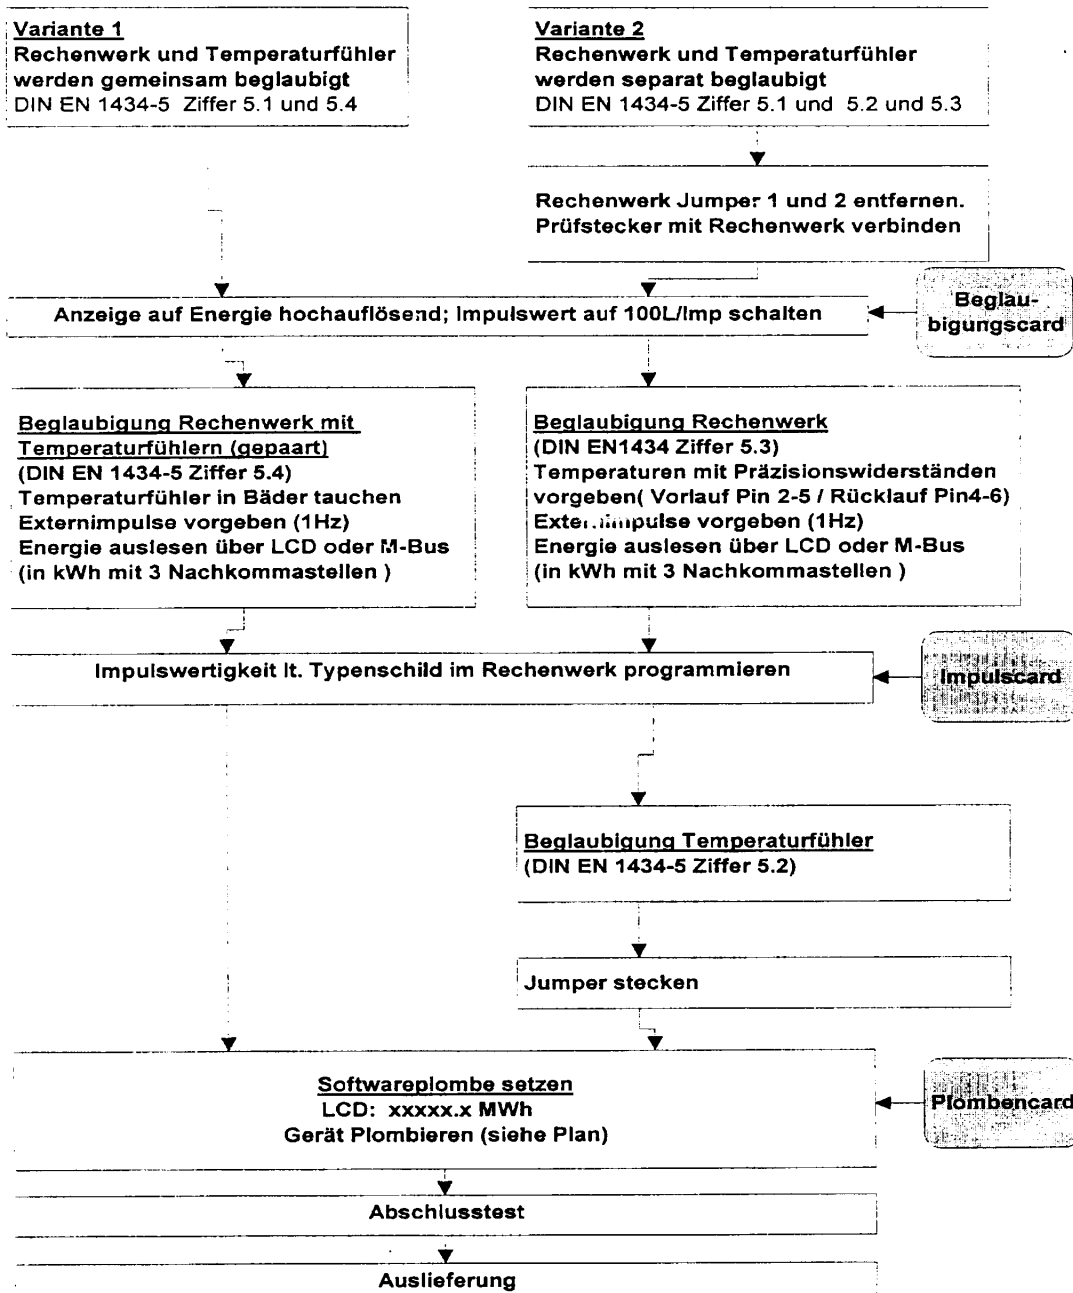 Variante 1
Rechenwerk und Temperaturfühler
werden gemeinsam beglaubigt
DIN EN 1434-5 Ziffer 5.1 und 5.4
Variante 2
Rechenwerk und Temperaturfühler
werden separat beglaubigt
DIN EN 1434-5 Ziffer 5.1 und 5.2 und 5.3
Rechenwerk Jumper 1 und 2 entfernen.
Prüfstecker mit Rechenwerk verbinden
Anzeige auf Energie hochauflösend; Impulswert auf 100L/Imp schalten
Beglau-
bigungscard
Beglaubigung Rechenwerk mit
Temperaturfühlern (gepaart)
(DIN EN 1434-5 Ziffer 5.4)
Temperaturfühler in Bäder tauchen
Externimpulse vorgeben (1Hz)
Energie auslesen über LCD oder M-Bus
(in kWh mit 3 Nachkommastellen )
Beglaubigung Rechenwerk
(DIN EN1434 Ziffer 5.3)
Temperaturen mit Präzisionswiderständen
vorgeben( Vorlauf Pin 2-5 / Rücklauf Pin4-6)
Externimpulse vorgeben (1Hz)
Energie auslesen über LCD oder M-Bus
(in kWh mit 3 Nachkommastellen )
Impulswertigkeit lt. Typenschild im Rechenwerk programmieren
Impulscard
Beglaubigung Temperaturfühler
(DIN EN 1434-5 Ziffer 5.2)
Jumper stecken
Softwareplombe setzen
LCD: xxxxx.x MWh
Gerät Plombieren (siehe Plan)
Plombencard
Abschlusstest
Auslieferung